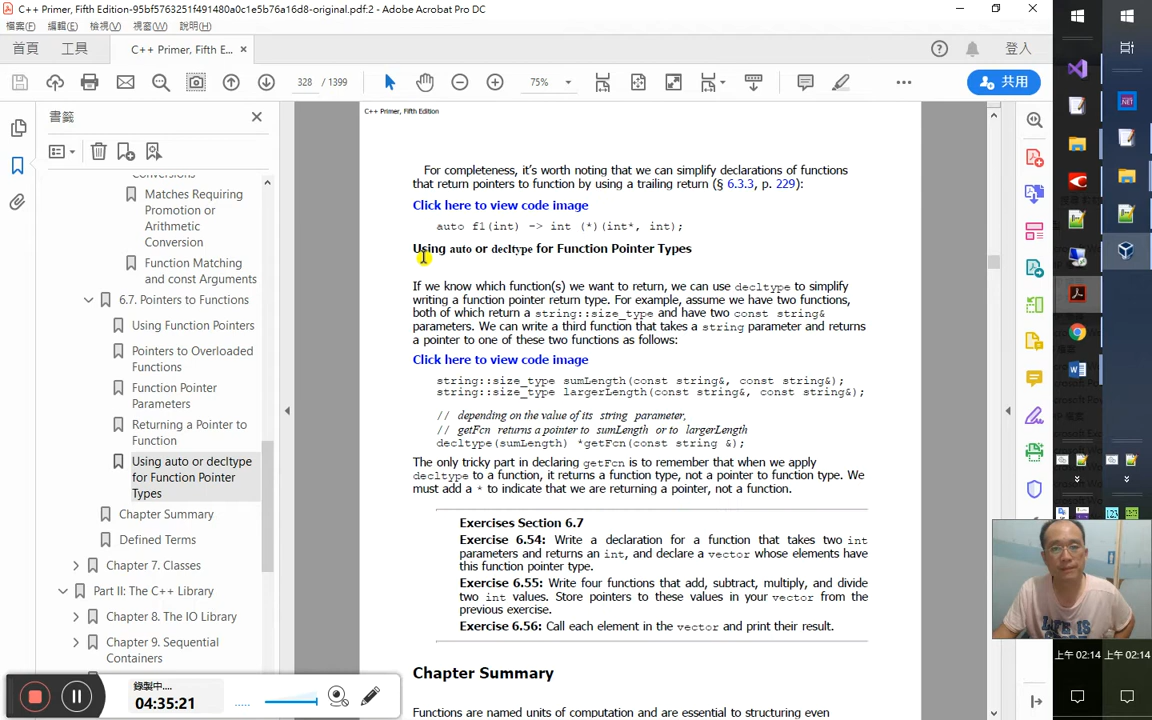 C++ Primer, Fifth Edition-95bf5763251f491480a0c1e5b76a16d8-original.pdf.2 - Adobe Acrobat Pro DC
檔案(F) 編輯(E) 檢視(V) 視窗(W) 說明(H)
首頁 工具 C++ Primer, Fifth E... × 登入
328 / 1399 75% 共用
書籤
Conversions
Matches Requiring
Promotion or
Arithmetic
Conversion
Function Matching
and const Arguments
6.7. Pointers to Functions
Using Function Pointers
Pointers to Overloaded
Functions
Function Pointer
Parameters
Returning a Pointer to
Function
Using auto or decltype
for Function Pointer
Types
Chapter Summary
Defined Terms
Chapter 7. Classes
Part II: The C++ Library
Chapter 8. The IO Library
Chapter 9. Sequential
Containers
C++ Primer, Fifth Edition
For completeness, it’s worth noting that we can simplify declarations of functions
that return pointers to function by using a trailing return (§ 6.3.3, p. 229):
Click here to view code image
auto f1(int) -> int (*)(int*, int);
Using auto or decltype for Function Pointer Types
If we know which function(s) we want to return, we can use decltype to simplify
writing a function pointer return type. For example, assume we have two functions,
both of which return a string::size_type and have two const string&
parameters. We can write a third function that takes a string parameter and returns
a pointer to one of these two functions as follows:
Click here to view code image
string::size_type sumLength(const string&, const string&);
string::size_type largerLength(const string&, const string&);
// depending on the value of its string parameter,
// getFcn returns a pointer to sumLength or to largerLength
decltype(sumLength) *getFcn(const string &);
The only tricky part in declaring getFcn is to remember that when we apply
decltype to a function, it returns a function type, not a pointer to function type. We
must add a * to indicate that we are returning a pointer, not a function.
Exercises Section 6.7
Exercise 6.54: Write a declaration for a function that takes two int
parameters and returns an int, and declare a vector whose elements have
this function pointer type.
Exercise 6.55: Write four functions that add, subtract, multiply, and divide
two int values. Store pointers to these values in your vector from the
previous exercise.
Exercise 6.56: Call each element in the vector and print their result.
Chapter Summary
Functions are named units of computation and are essential to structuring even
錄製中....
04:35:21
上午 02:14 上午 02:14